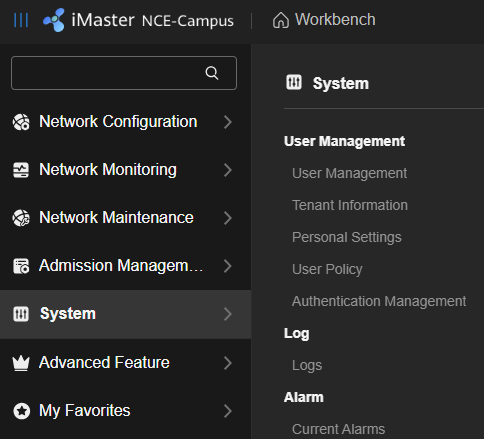 iMaster NCE-Campus
Workbench
Network Configuration
Network Monitoring
Network Maintenance
Admission Managem...
System
Advanced Feature
My Favorites
System
User Management
User Management
Tenant Information
Personal Settings
User Policy
Authentication Management
Log
Logs
Alarm
Current Alarms